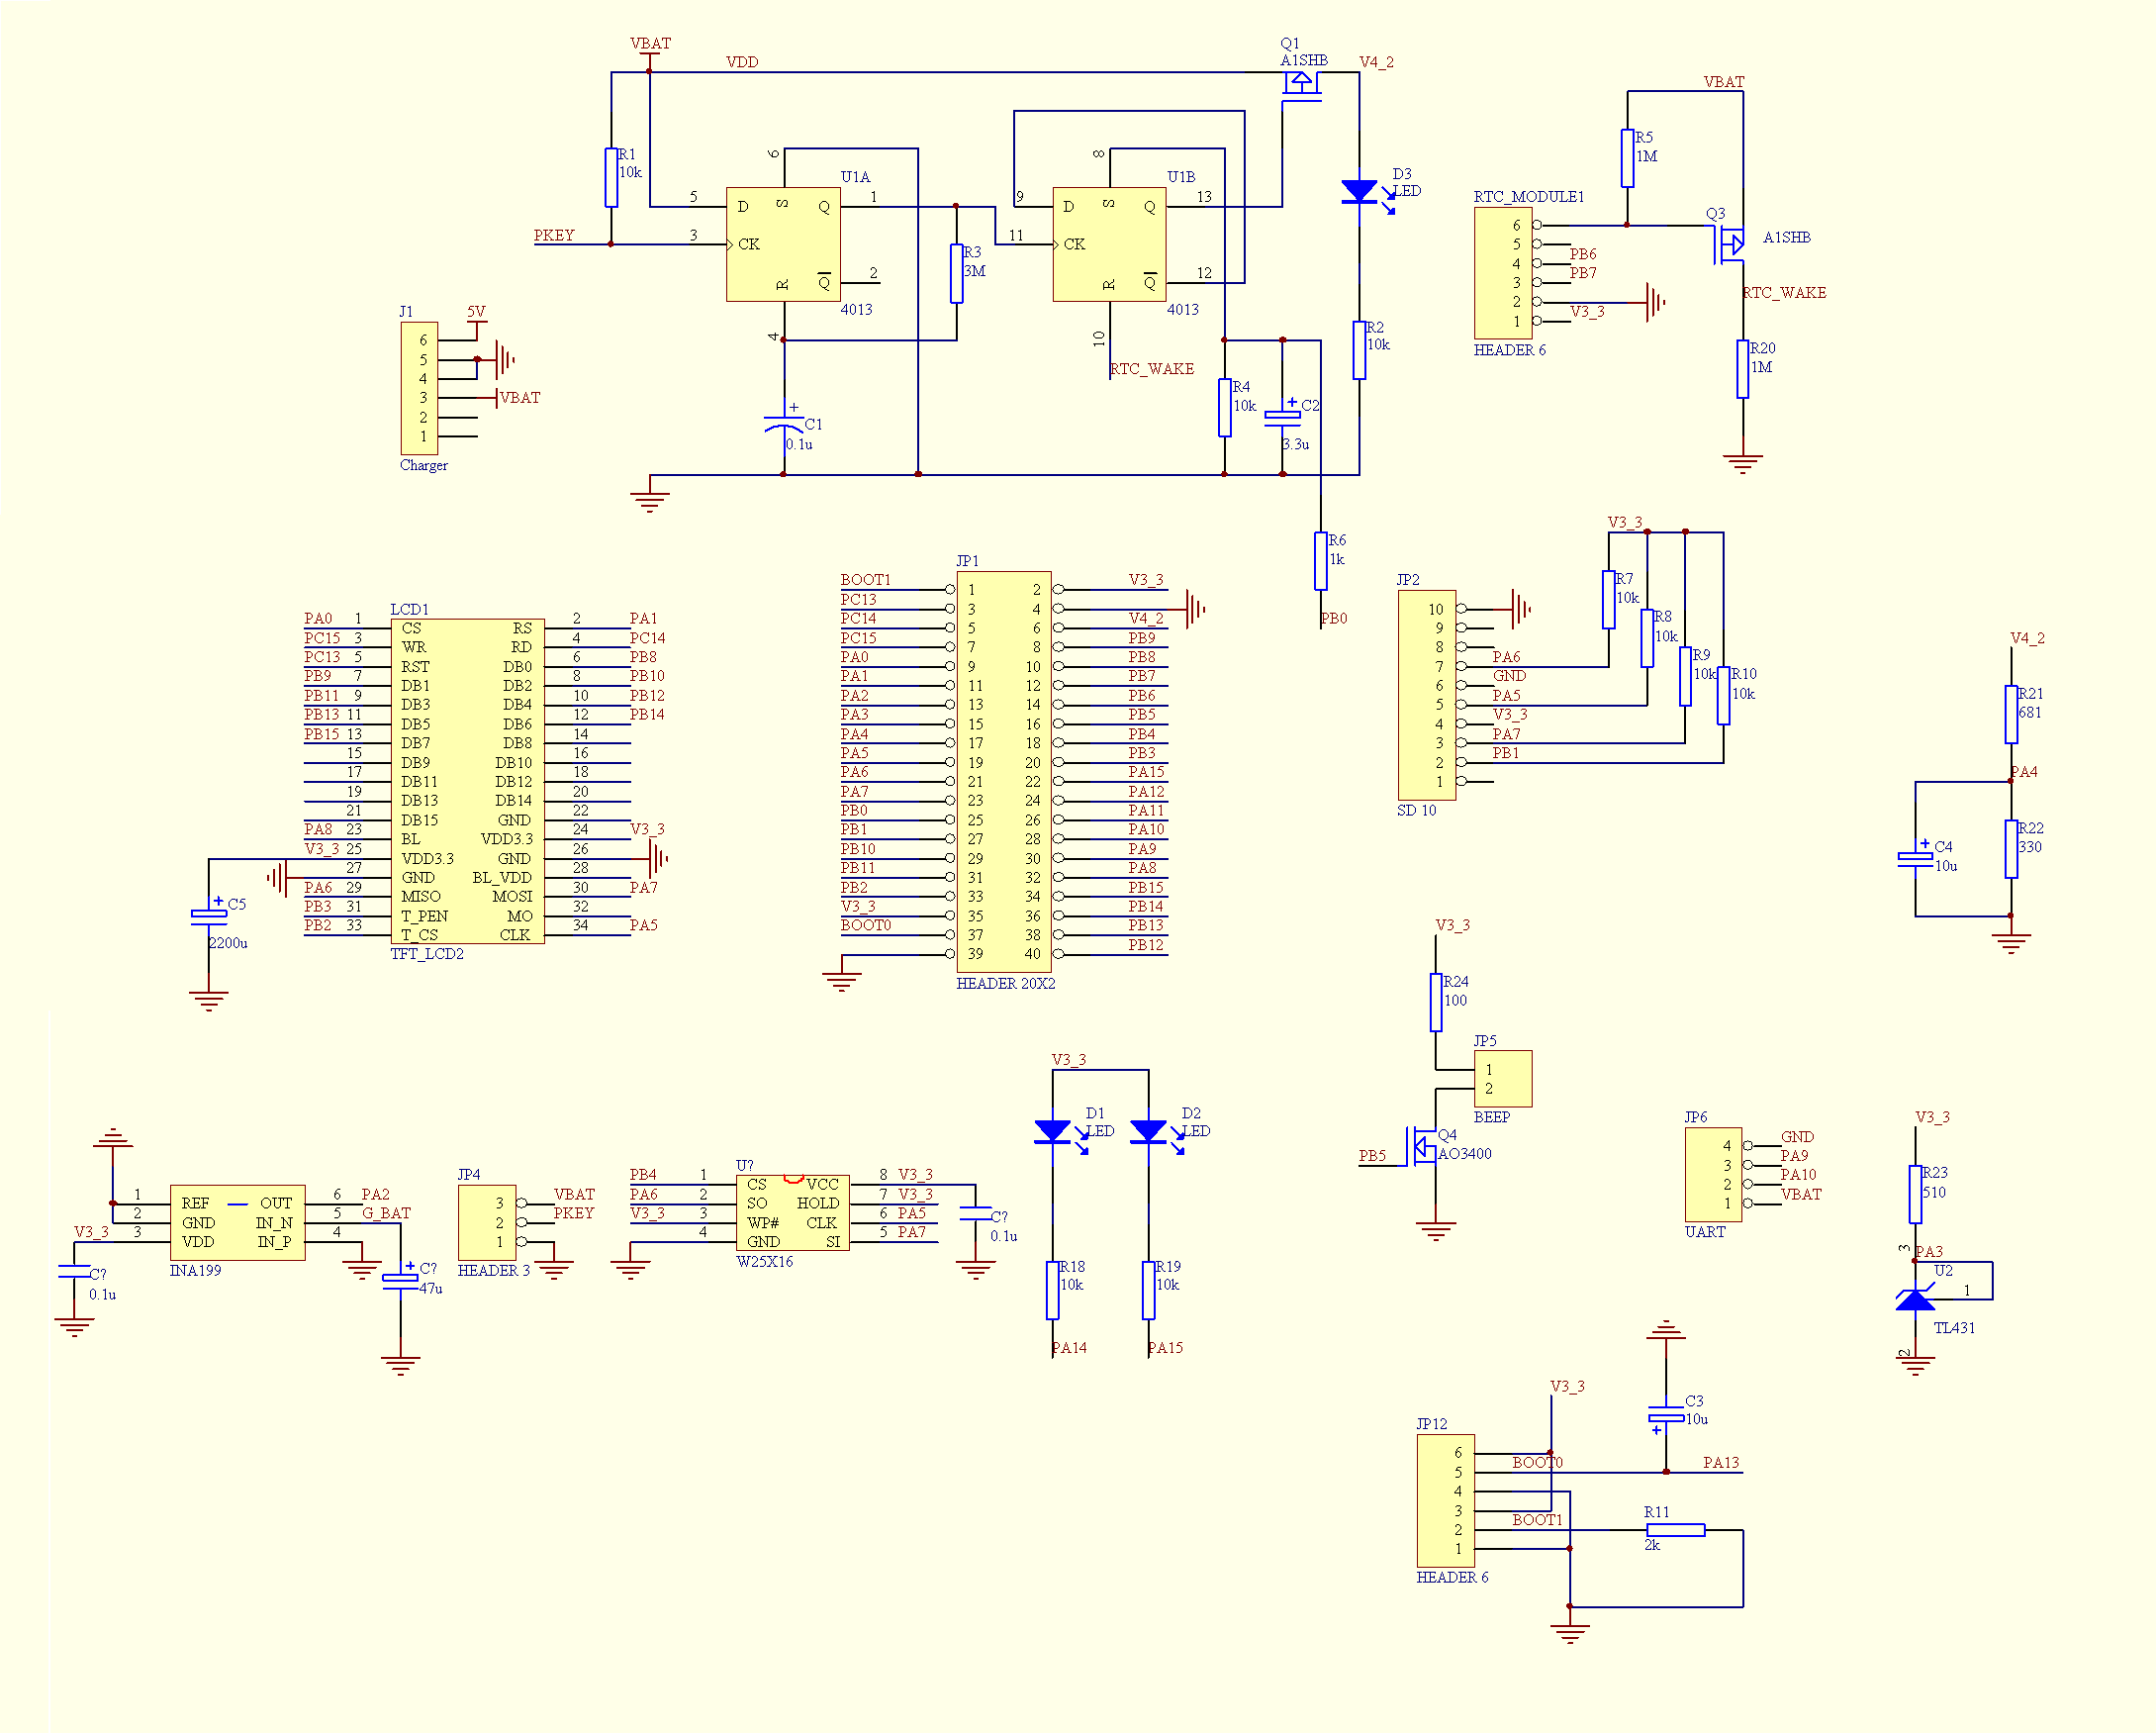 VBAT
VDD
Q1
A1SHB
V4_2
R1
10k
PKEY
6
U1A
5
D
S
Q
1
3
CK
R
Q
2
4013
4
R3
3M
C1
0.1u
8
U1B
9
D
S
Q
13
11
CK
R
Q
12
4013
10
RTC_WAKE
R4
10k
C2
3.3u
D3
LED
R2
10k
R6
1k
PB0
J1
5V
6
5
4
3
VBAT
2
1
Charger
VBAT
R5
1M
RTC_MODULE1
6
5
PB6
4
PB7
3
2
V3_3
1
HEADER 6
Q3
A1SHB
RTC_WAKE
R20
1M
LCD1
PA0 1 CS RS 2 PA1
PC15 3 WR RD 4 PC14
PC13 5 RST DB0 6 PB8
PB9 7 DB1 DB2 8 PB10
PB11 9 DB3 DB4 10 PB12
PB13 11 DB5 DB6 12 PB14
PB15 13 DB7 DB8 14
15 DB9 DB10 16
17 DB11 DB12 18
19 DB13 DB14 20
21 DB15 GND 22
PA8 23 BL VDD3.3 24 V3_3
V3_3 25 VDD3.3 GND 26
27 GND BL_VDD 28
PA6 29 MISO MOSI 30 PA7
PB3 31 T_PEN MO 32
PB2 33 T_CS CLK 34 PA5
TFT_LCD2
C5
2200u
JP1
BOOT1 1 2 V3_3
PC13 3 4
PC14 5 6 V4_2
PC15 7 8 PB9
PA0 9 10 PB8
PA1 11 12 PB7
PA2 13 14 PB6
PA3 15 16 PB5
PA4 17 18 PB4
PA5 19 20 PB3
PA6 21 22 PA15
PA7 23 24 PA12
PB0 25 26 PA11
PB1 27 28 PA10
PB10 29 30 PA9
PB11 31 32 PA8
PB2 33 34 PB15
V3_3 35 36 PB14
BOOT0 37 38 PB13
39 40 PB12
HEADER 20X2
V3_3
JP2
10
9
8
7 PA6
6 GND
5 PA5
4 V3_3
3 PA7
2 PB1
1
SD 10
R7
10k
R8
10k
R9
10k
R10
10k
V4_2
R21
681
PA4
R22
330
C4
10u
V3_3
R24
100
JP5
1
2
BEEP
Q4
AO3400
PB5
1 REF OUT 6 PA2
2 GND IN_N 5 G_BAT
V3_3 3 VDD IN_P 4
INA199
C?
0.1u
C?
47u
JP4
3 VBAT
2 PKEY
1
HEADER 3
U?
PB4 1 CS VCC 8 V3_3
PA6 2 SO HOLD 7 V3_3
V3_3 3 WP# CLK 6 PA5
4 GND SI 5 PA7
W25X16
C?
0.1u
V3_3
D1
LED
D2
LED
R18
10k
R19
10k
PA14
PA15
JP6
4 GND
3 PA9
2 PA10
1 VBAT
UART
V3_3
R23
510
3
PA3
U2
1
TL431
2
V3_3
C3
10u
JP12
6
5 BOOT0 PA13
4
3
2 BOOT1
1
R11
2k
HEADER 6